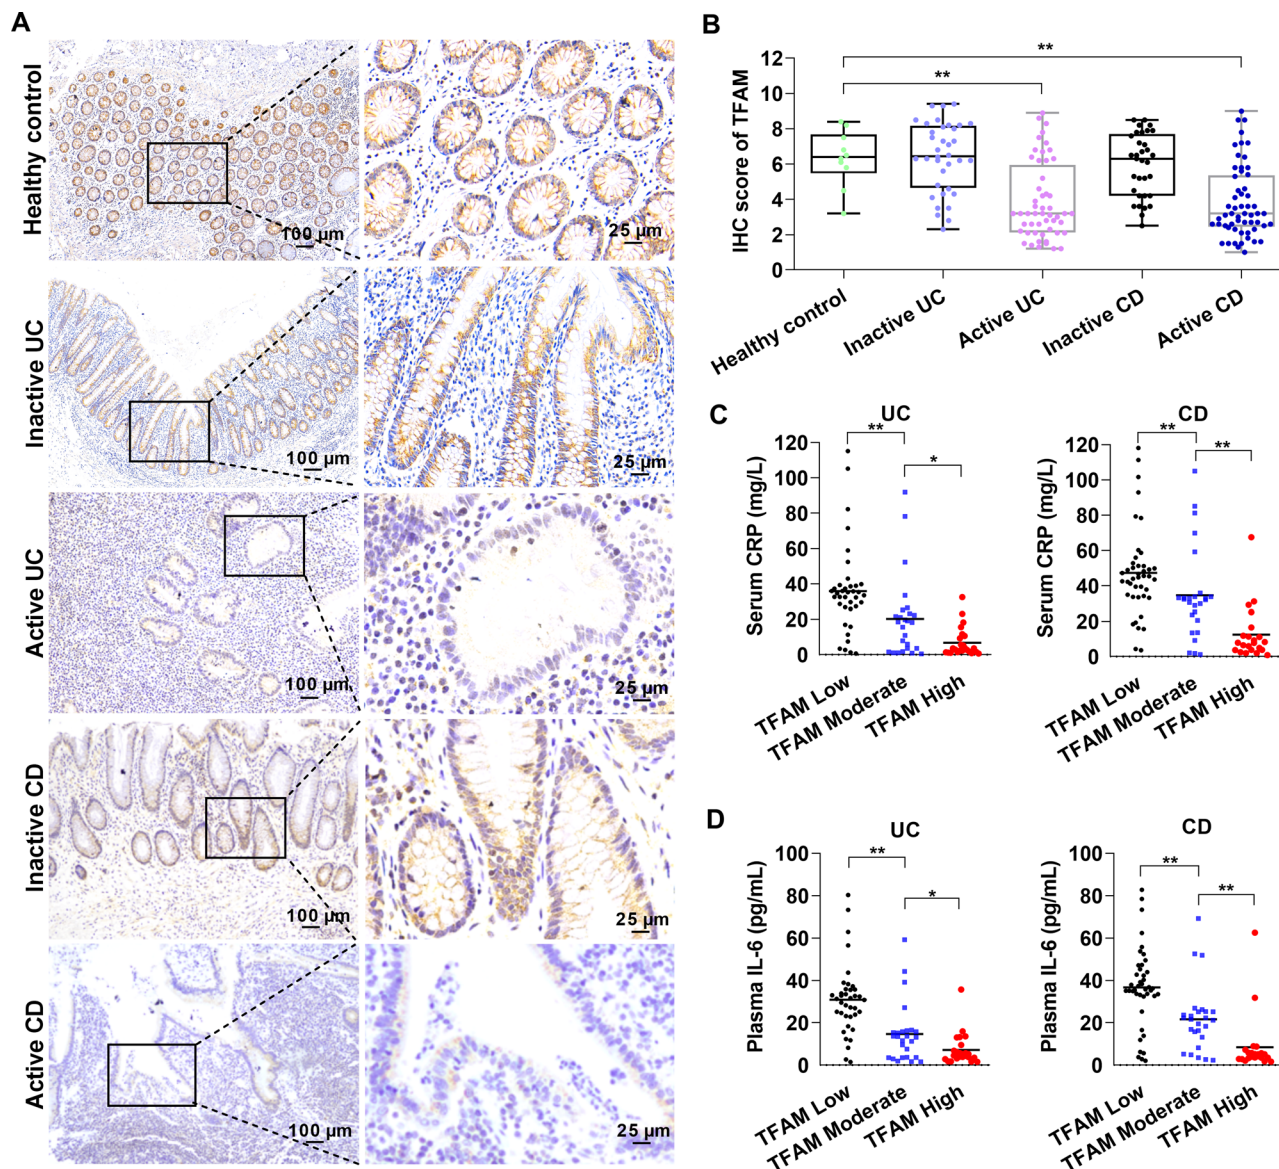 A
Healthy control
100 µm
25 µm
Inactive UC
100 µm
25 µm
Active UC
100 µm
25 µm
Inactive CD
100 µm
25 µm
Active CD
100 µm
25 µm
B
IHC score of TFAM
12
10
8
6
4
2
0
**
**
Healthy control
Inactive UC
Active UC
Inactive CD
Active CD
C
UC
Serum CRP (mg/L)
120
100
80
60
40
20
0
**
*
TFAM Low
TFAM Moderate
TFAM High
CD
Serum CRP (mg/L)
120
100
80
60
40
20
0
**
**
TFAM Low
TFAM Moderate
TFAM High
D
UC
Plasma IL-6 (pg/mL)
100
80
60
40
20
0
**
*
TFAM Low
TFAM Moderate
TFAM High
CD
Plasma IL-6 (pg/mL)
100
80
60
40
20
0
**
**
TFAM Low
TFAM Moderate
TFAM High